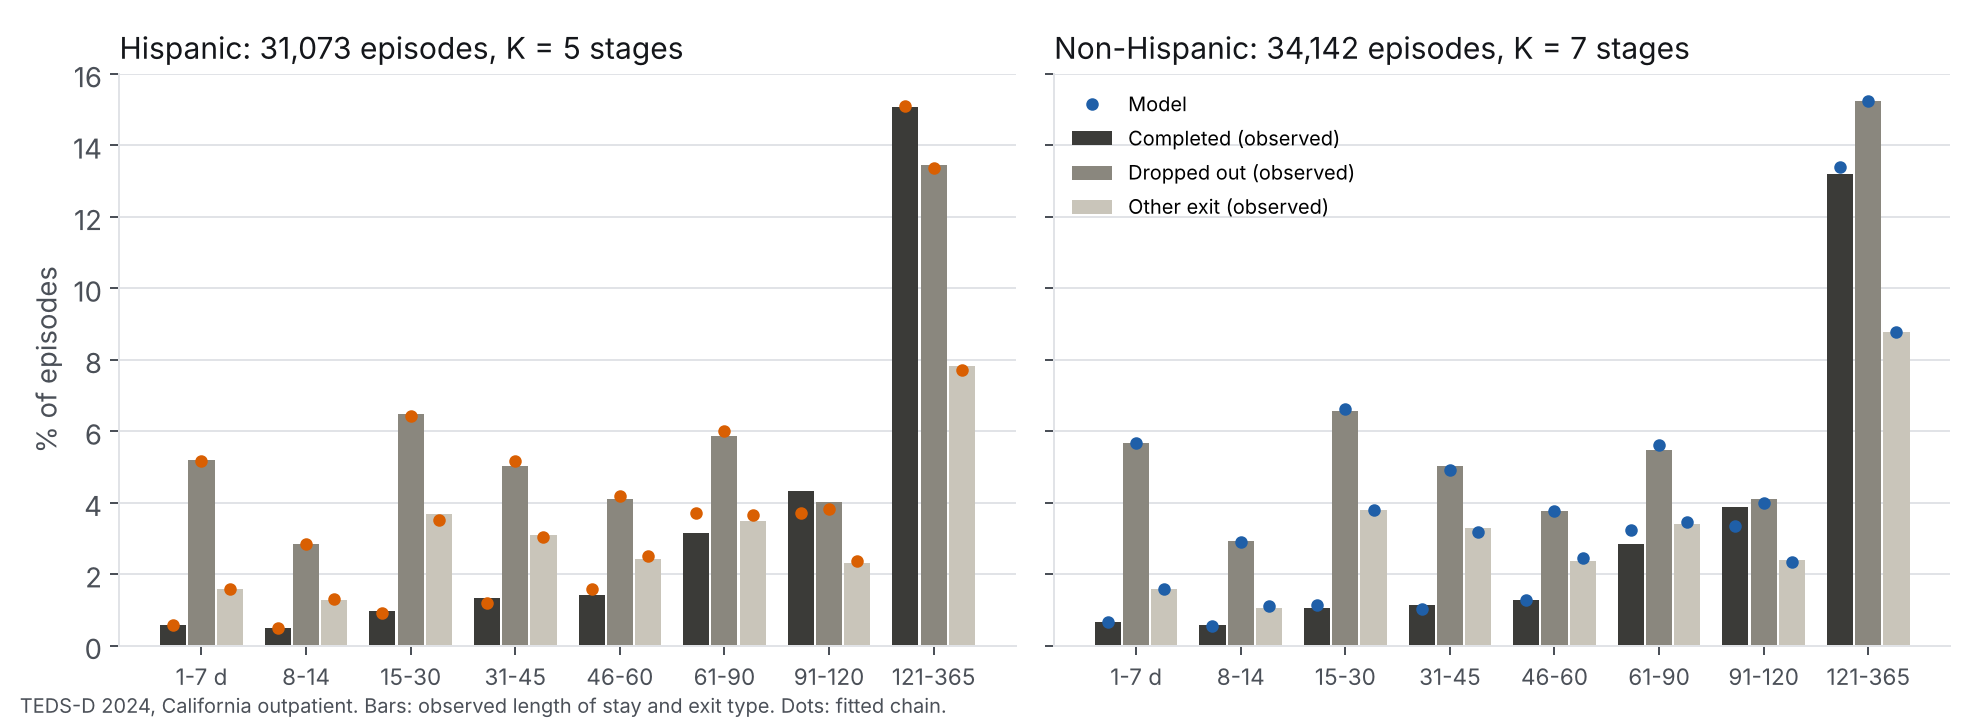 Hispanic: 31,073 episodes, K = 5 stages
Non-Hispanic: 34,142 episodes, K = 7 stages
% of episodes
16
14
12
10
8
6
4
2
0
Model
Completed (observed)
Dropped out (observed)
Other exit (observed)
1-7 d 8-14 15-30 31-45 46-60 61-90 91-120 121-365
1-7 d 8-14 15-30 31-45 46-60 61-90 91-120 121-365
TEDS-D 2024, California outpatient. Bars: observed length of stay and exit type. Dots: fitted chain.